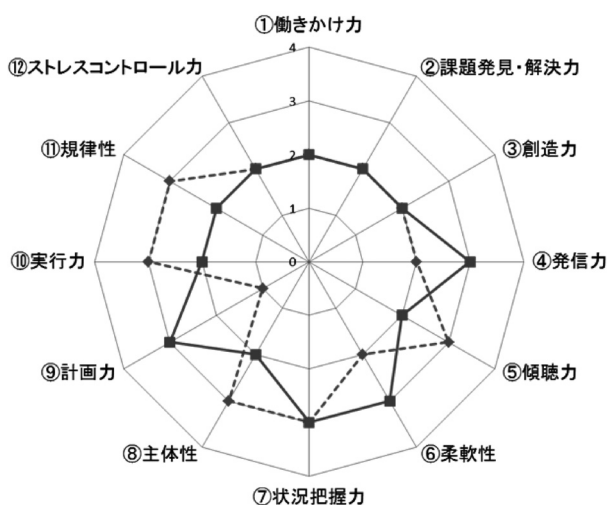 ①働きかけ力
②課題発見・解決力
③創造力
④発信力
⑤傾聴力
⑥柔軟性
⑦状況把握力
⑧主体性
⑨計画力
⑩実行力
⑪規律性
⑫ストレスコントロール力
4
3
2
1
0